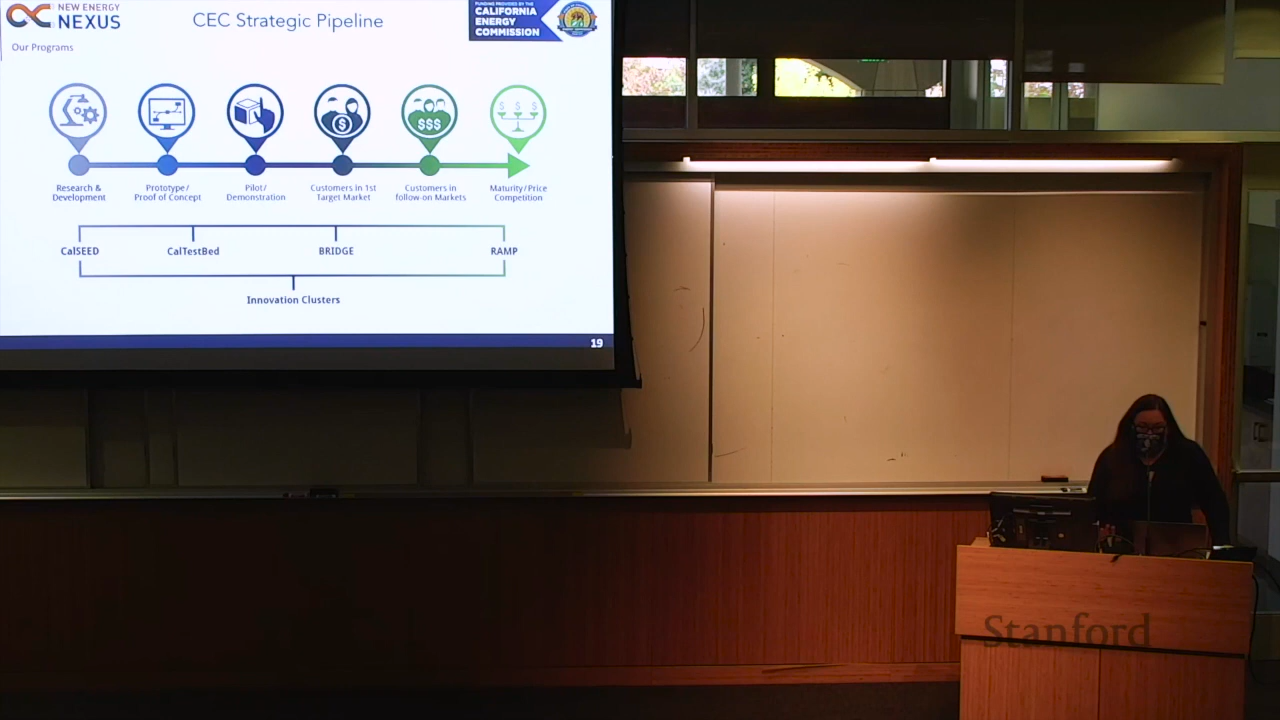 NEW ENERGY
NEXUS
CEC Strategic Pipeline
FUNDING PROVIDED BY THE
CALIFORNIA
ENERGY
COMMISSION
Our Programs
$
$$$
$ $ $
Research &
Development
Prototype/
Proof of Concept
Pilot/
Demonstration
Customers in 1st
Target Market
Customers in
follow-on Markets
Maturity/Price
Competition
CalSEED
CalTestBed
BRIDGE
RAMP
Innovation Clusters
19
Stanford